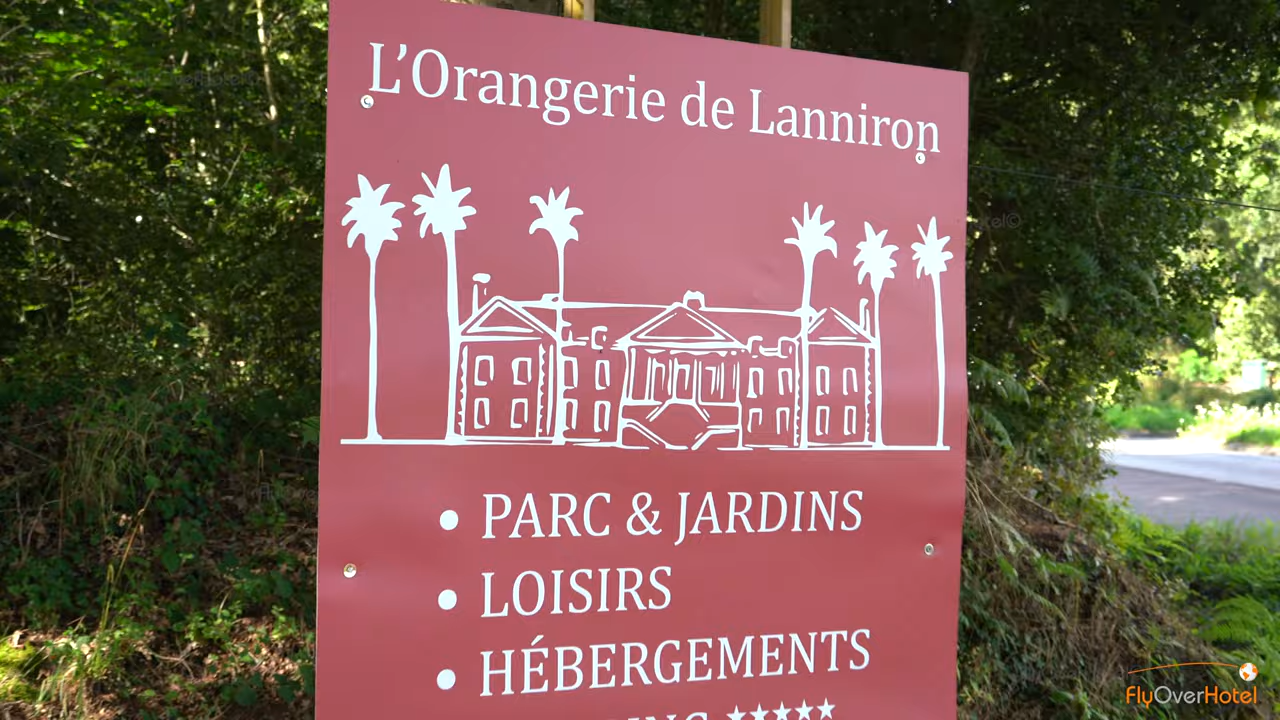 L'Orangerie de Lanniron
• PARC & JARDINS
• LOISIRS
• HÉBERGEMENTS
★★★★★
FlyOverHotel